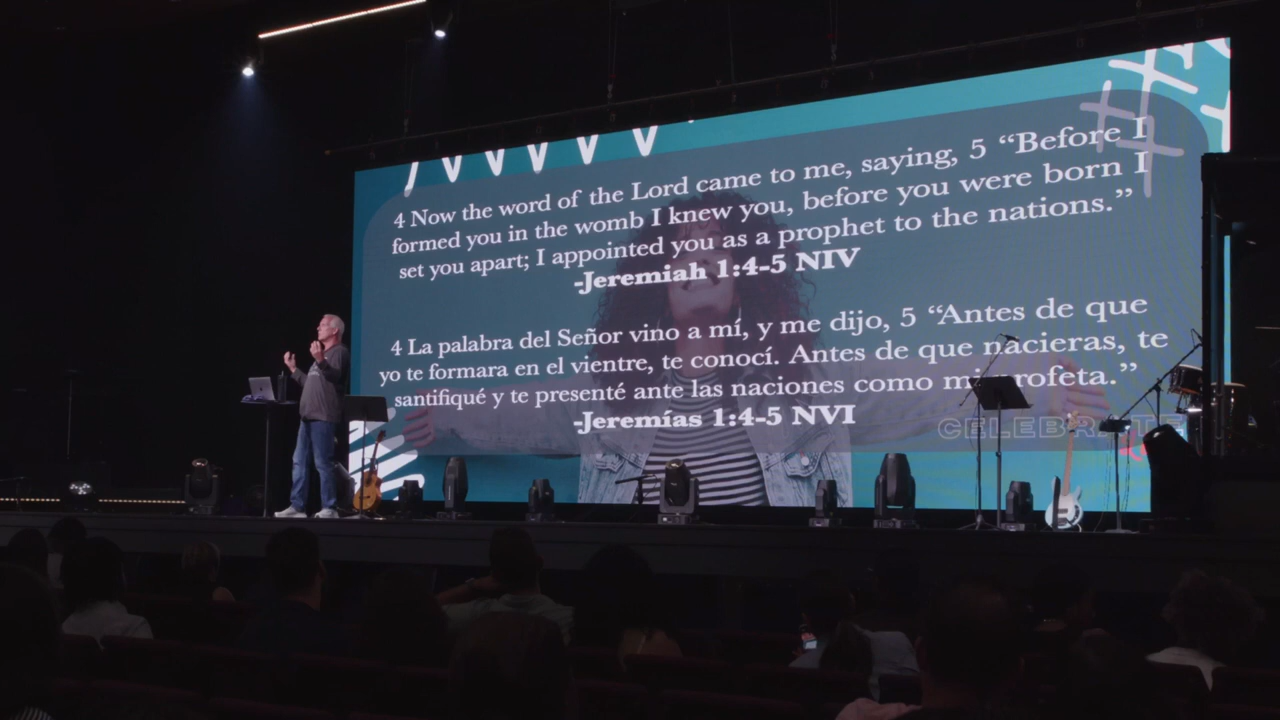 4 Now the word of the Lord came to me, saying, 5 “Before I
formed you in the womb I knew you, before you were born I
set you apart; I appointed you as a prophet to the nations.”
-Jeremiah 1:4-5 NIV
4 La palabra del Señor vino a mí, y me dijo, 5 “Antes de que
yo te formara en el vientre, te conocí. Antes de que nacieras, te
santifiqué y te presenté ante las naciones como mi profeta.”
-Jeremías 1:4-5 NVI
CELEBRATE